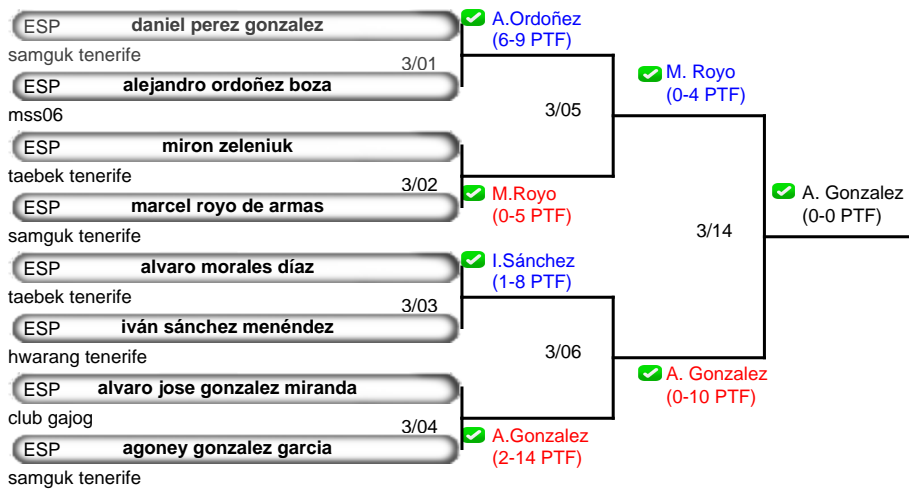 ESP daniel perez gonzalez
samguk tenerife
3/01
ESP alejandro ordoñez boza
mss06
ESP miron zeleniuk
taebek tenerife
3/02
ESP marcel royo de armas
samguk tenerife
ESP alvaro morales díaz
taebek tenerife
3/03
ESP iván sánchez menéndez
hwarang tenerife
ESP alvaro jose gonzalez miranda
club gajog
3/04
ESP agoney gonzalez garcia
samguk tenerife
A.Ordoñez
(6-9 PTF)
3/05
M.Royo
(0-5 PTF)
I.Sánchez
(1-8 PTF)
3/06
A.Gonzalez
(2-14 PTF)
M. Royo
(0-4 PTF)
3/14
A. Gonzalez
(0-10 PTF)
A. Gonzalez
(0-0 PTF)